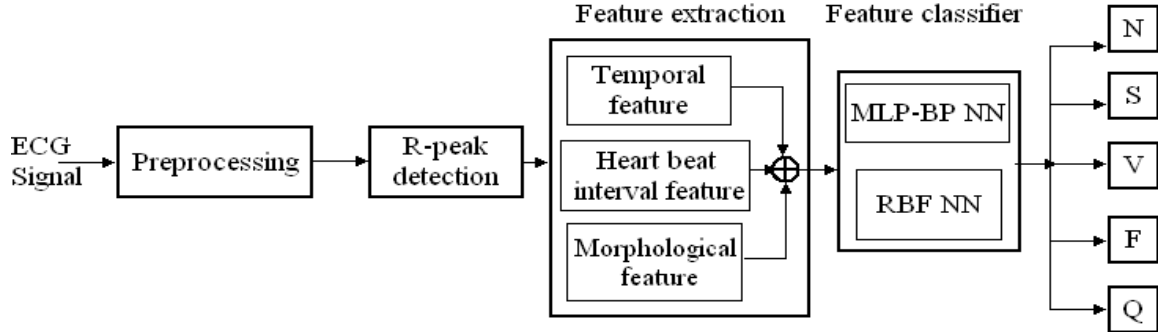 Feature extraction
Feature classifier
ECG
Signal
Preprocessing
R-peak
detection
Temporal
feature
Heart beat
interval feature
Morphological
feature
MLP-BP NN
RBF NN
N
S
V
F
Q